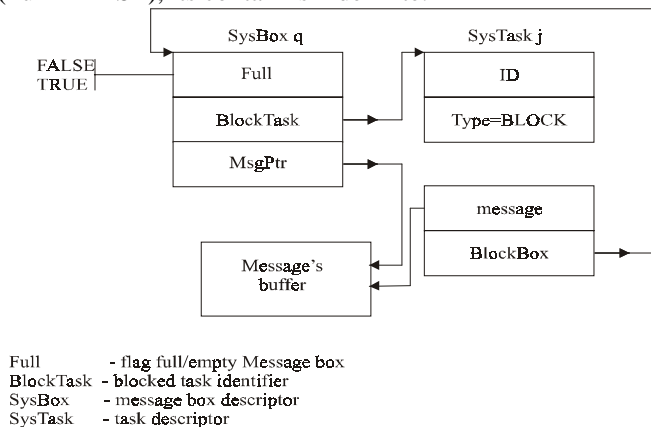 SysBox q
SysTask j
FALSE
TRUE
Full
ID
BlockTask
Type=BLOCK
MsgPtr
message
BlockBox
Message's
buffer
Full - flag full/empty Message box
BlockTask - blocked task identifier
SysBox - message box descriptor
SysTask - task descriptor